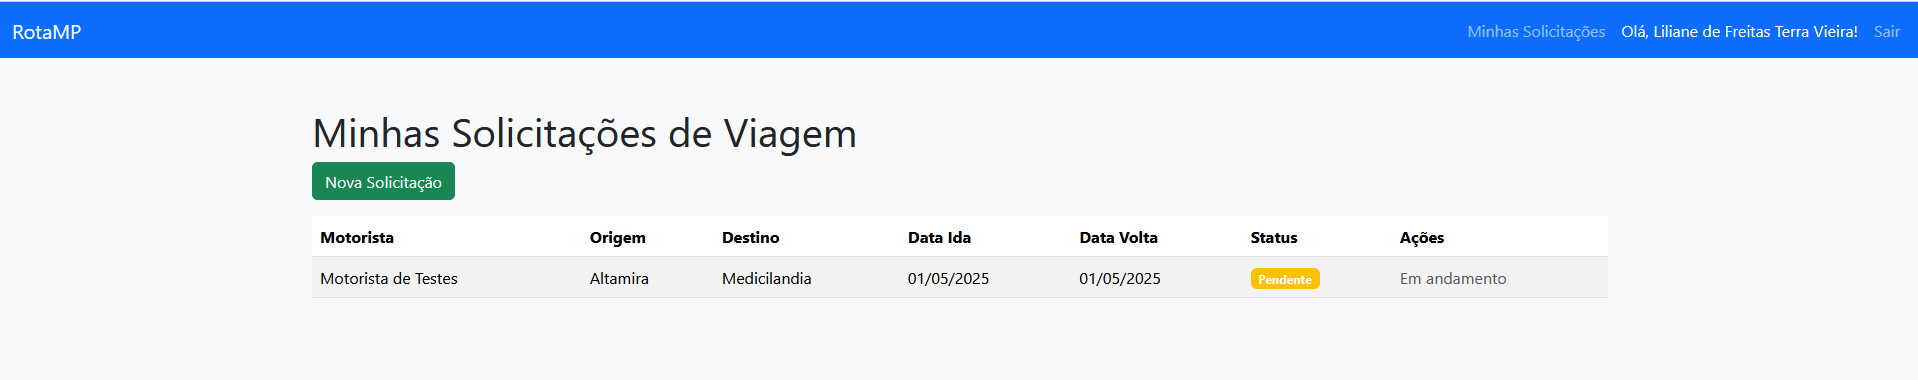 RotaMP Minhas Solicitações Olá, Liliane de Freitas Terra Vieira! Sair
Minhas Solicitações de Viagem
Nova Solicitação
Motorista Origem Destino Data Ida Data Volta Status Ações
Motorista de Testes Altamira Medicilandia 01/05/2025 01/05/2025 Pendente Em andamento